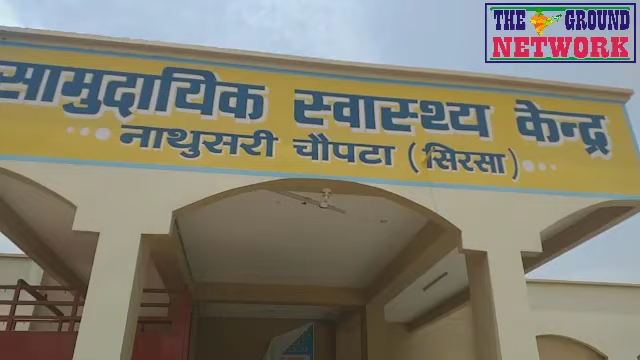 THE GROUND
NETWORK
सामुदायिक स्वास्थ्य केन्द्र
नाथुसरी चौपटा (सिरसा)